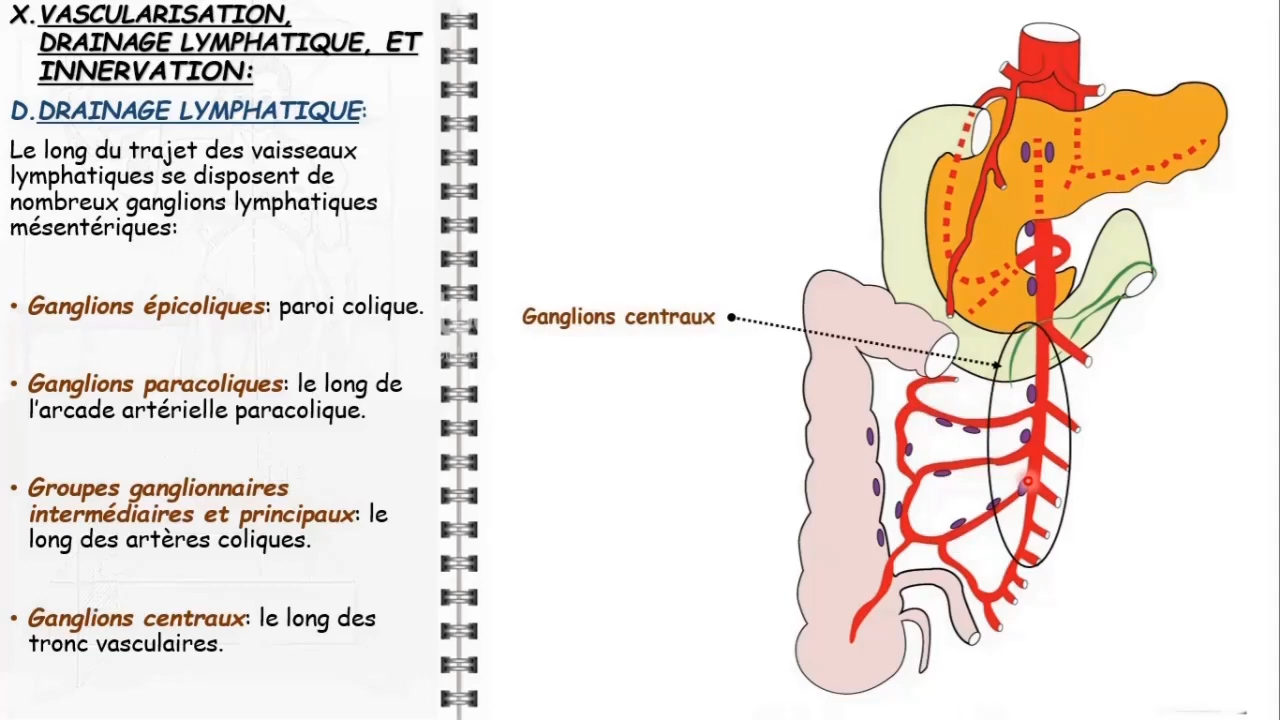 X. VASCULARISATION,
DRAINAGE LYMPHATIQUE, ET
INNERVATION:
D. DRAINAGE LYMPHATIQUE:
Le long du trajet des vaisseaux
lymphatiques se disposent de
nombreux ganglions lymphatiques
mésentériques:
• Ganglions épicoliques: paroi colique.
• Ganglions paracoliques: le long de
l'arcade artérielle paracolique.
• Groupes ganglionnaires
intermédiaires et principaux: le
long des artères coliques.
• Ganglions centraux: le long des
tronc vasculaires.
Ganglions centraux